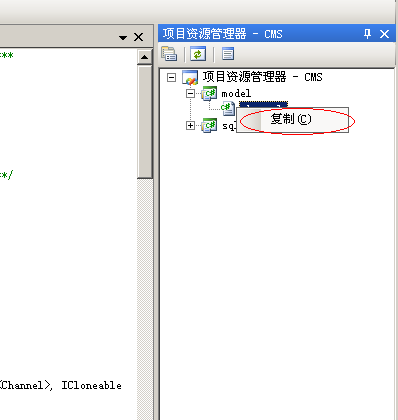 项目资源管理器 - CMS
**
项目资源管理器 - CMS
model
复制(C)
**/
<Channel>, ICloneable